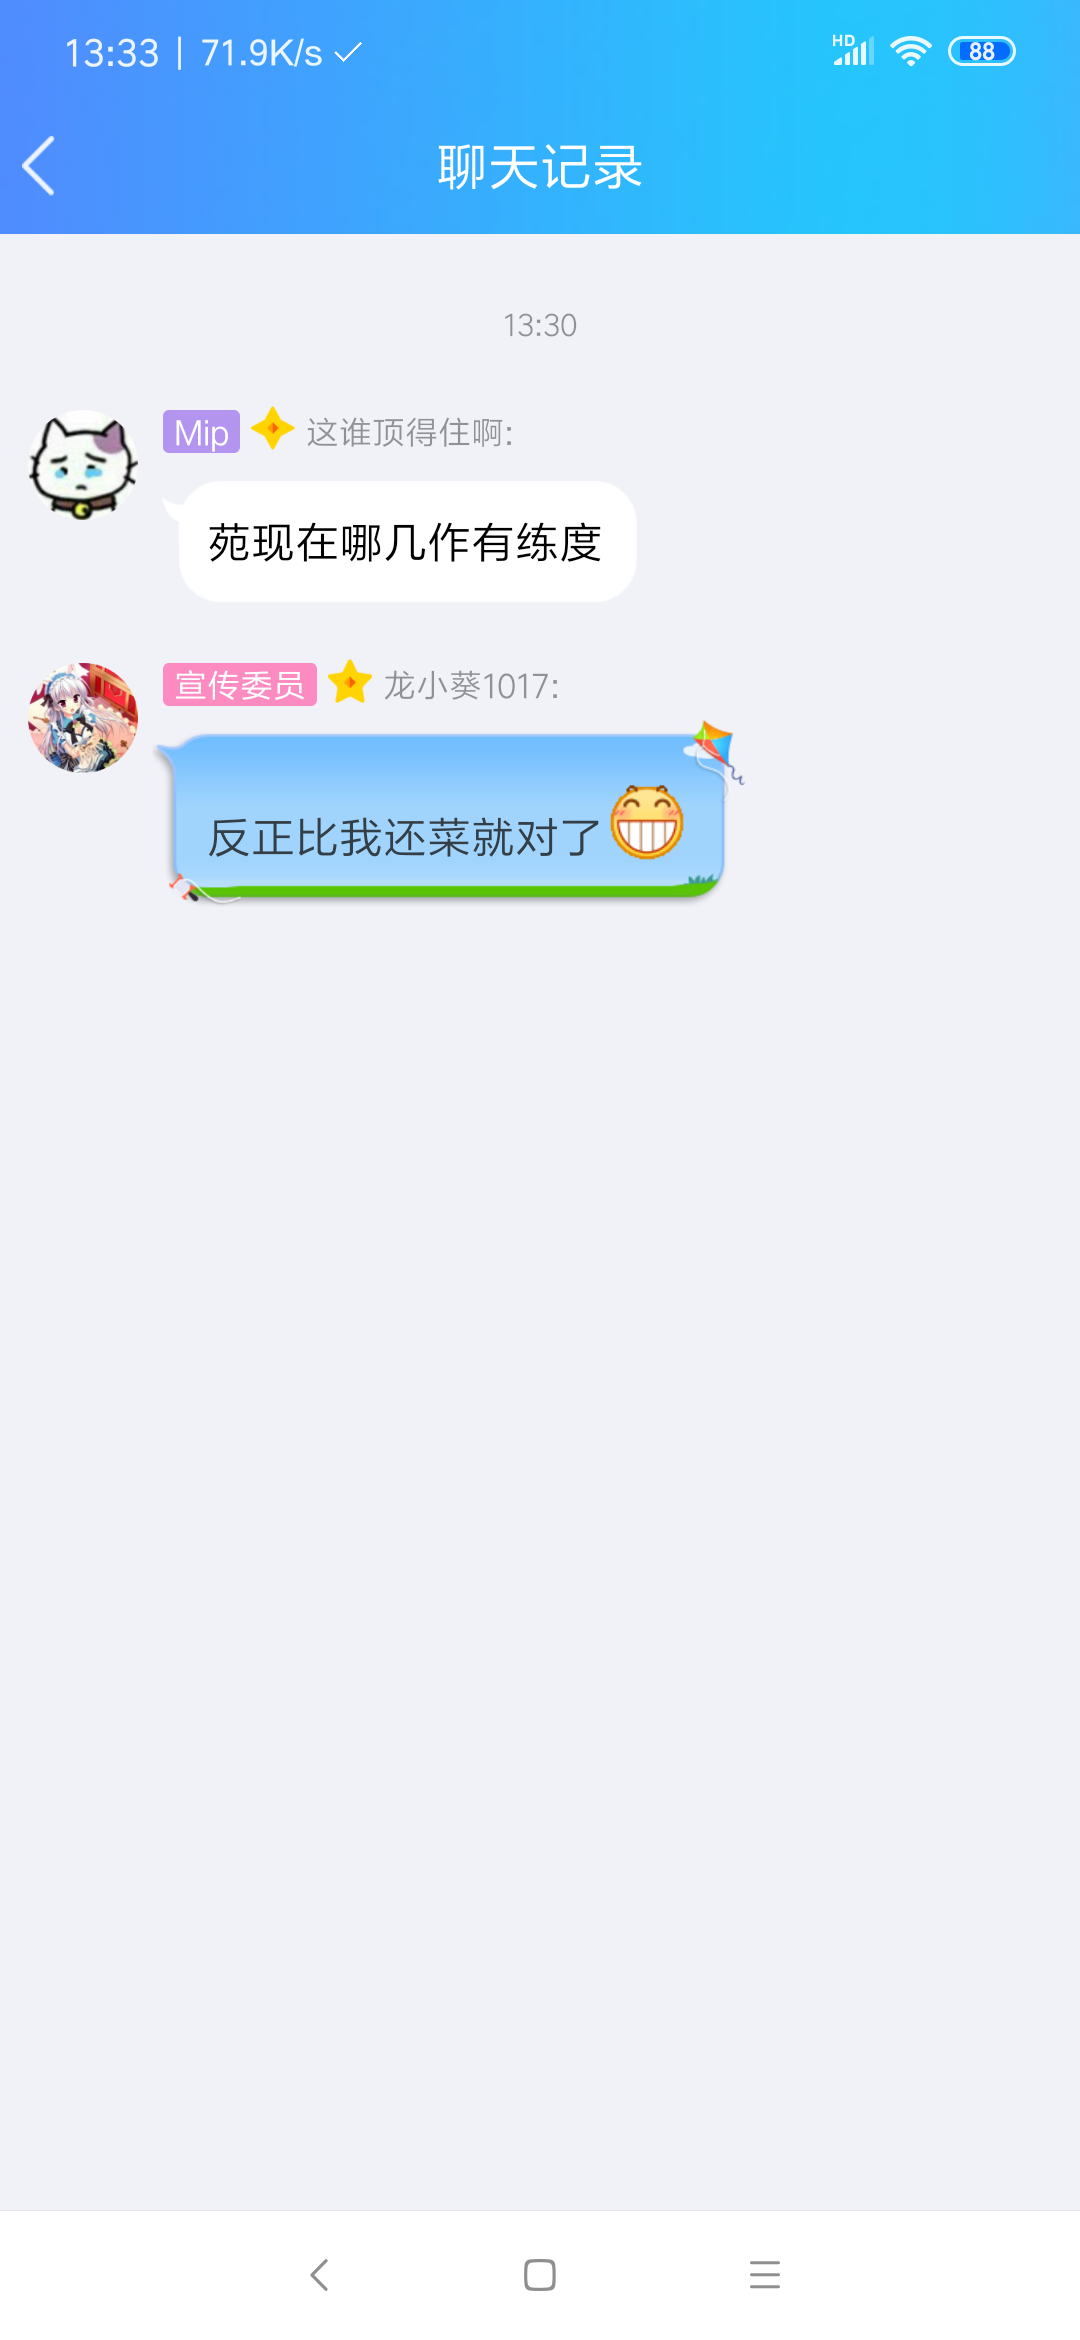 13:33 | 71.9K/s
HD 88
聊天记录
13:30
Mip 这谁顶得住啊:
苑现在哪几作有练度
宣传委员 龙小葵1017:
反正比我还菜就对了